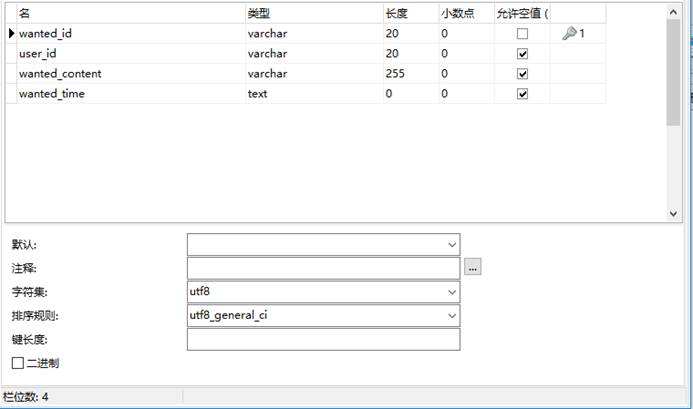 名 类型 长度 小数点 允许空值 (
wanted_id varchar 20 0 1
user_id varchar 20 0
wanted_content varchar 255 0
wanted_time text 0 0
默认:
注释: ...
字符集: utf8
排序规则: utf8_general_ci
键长度:
二进制
栏位数: 4